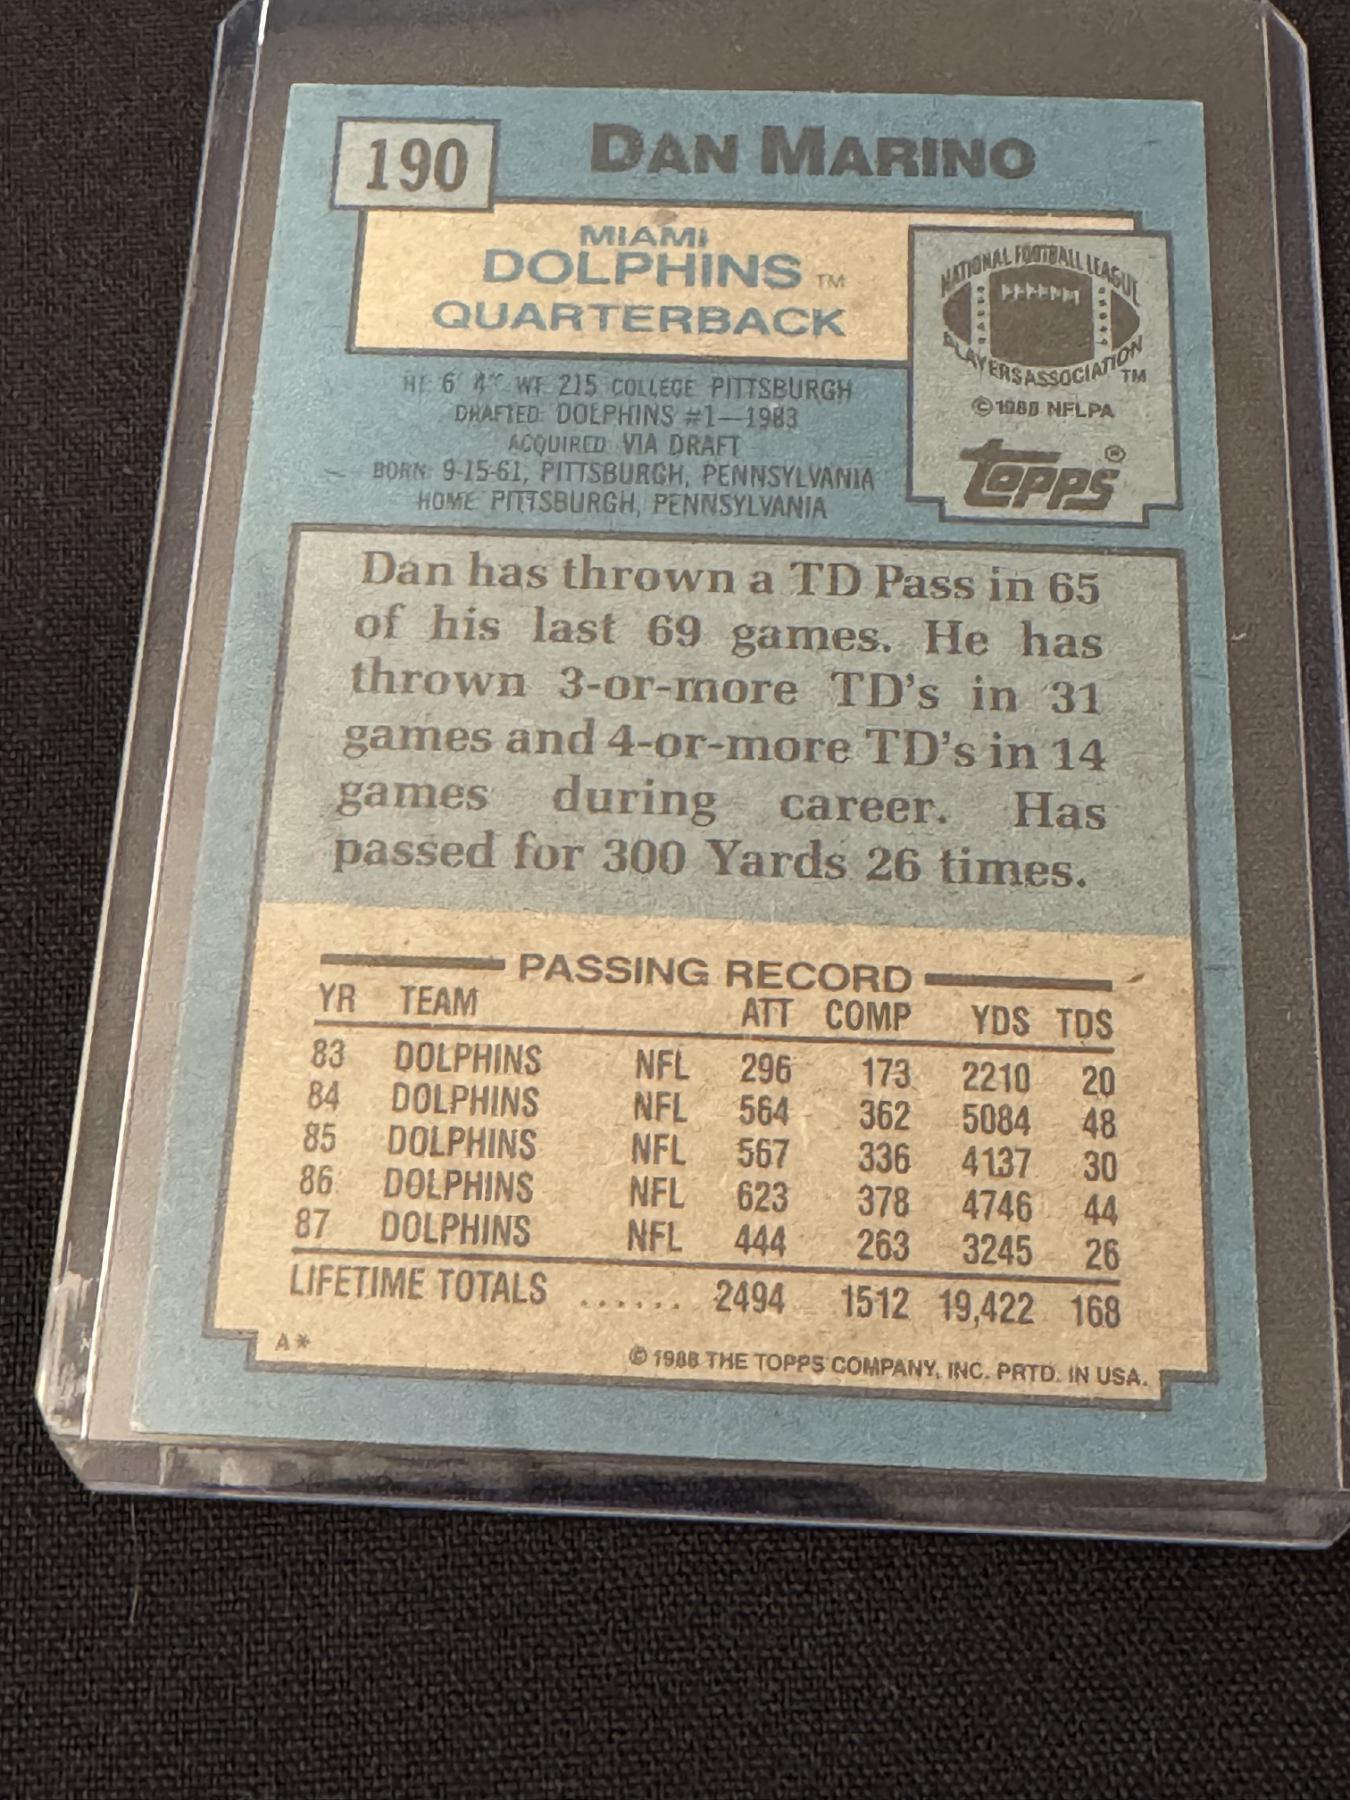 190
DAN MARINO
MIAMI
DOLPHINS ™
QUARTERBACK
NATIONAL FOOTBALL LEAGUE
PLAYERS ASSOCIATION ™
© 1988 NFLPA
Topps ®
HT 6' 4" WT 215 COLLEGE PITTSBURGH
DRAFTED DOLPHINS #1—1983
ACQUIRED VIA DRAFT
BORN 9-15-61, PITTSBURGH, PENNSYLVANIA
HOME PITTSBURGH, PENNSYLVANIA
Dan has thrown a TD Pass in 65
of his last 69 games. He has
thrown 3-or-more TD's in 31
games and 4-or-more TD's in 14
games during career. Has
passed for 300 Yards 26 times.
PASSING RECORD
YR TEAM ATT COMP YDS TDS
83 DOLPHINS NFL 296 173 2210 20
84 DOLPHINS NFL 564 362 5084 48
85 DOLPHINS NFL 567 336 4137 30
86 DOLPHINS NFL 623 378 4746 44
87 DOLPHINS NFL 444 263 3245 26
LIFETIME TOTALS ...... 2494 1512 19,422 168
A*
© 1988 THE TOPPS COMPANY, INC. PRTD. IN USA.